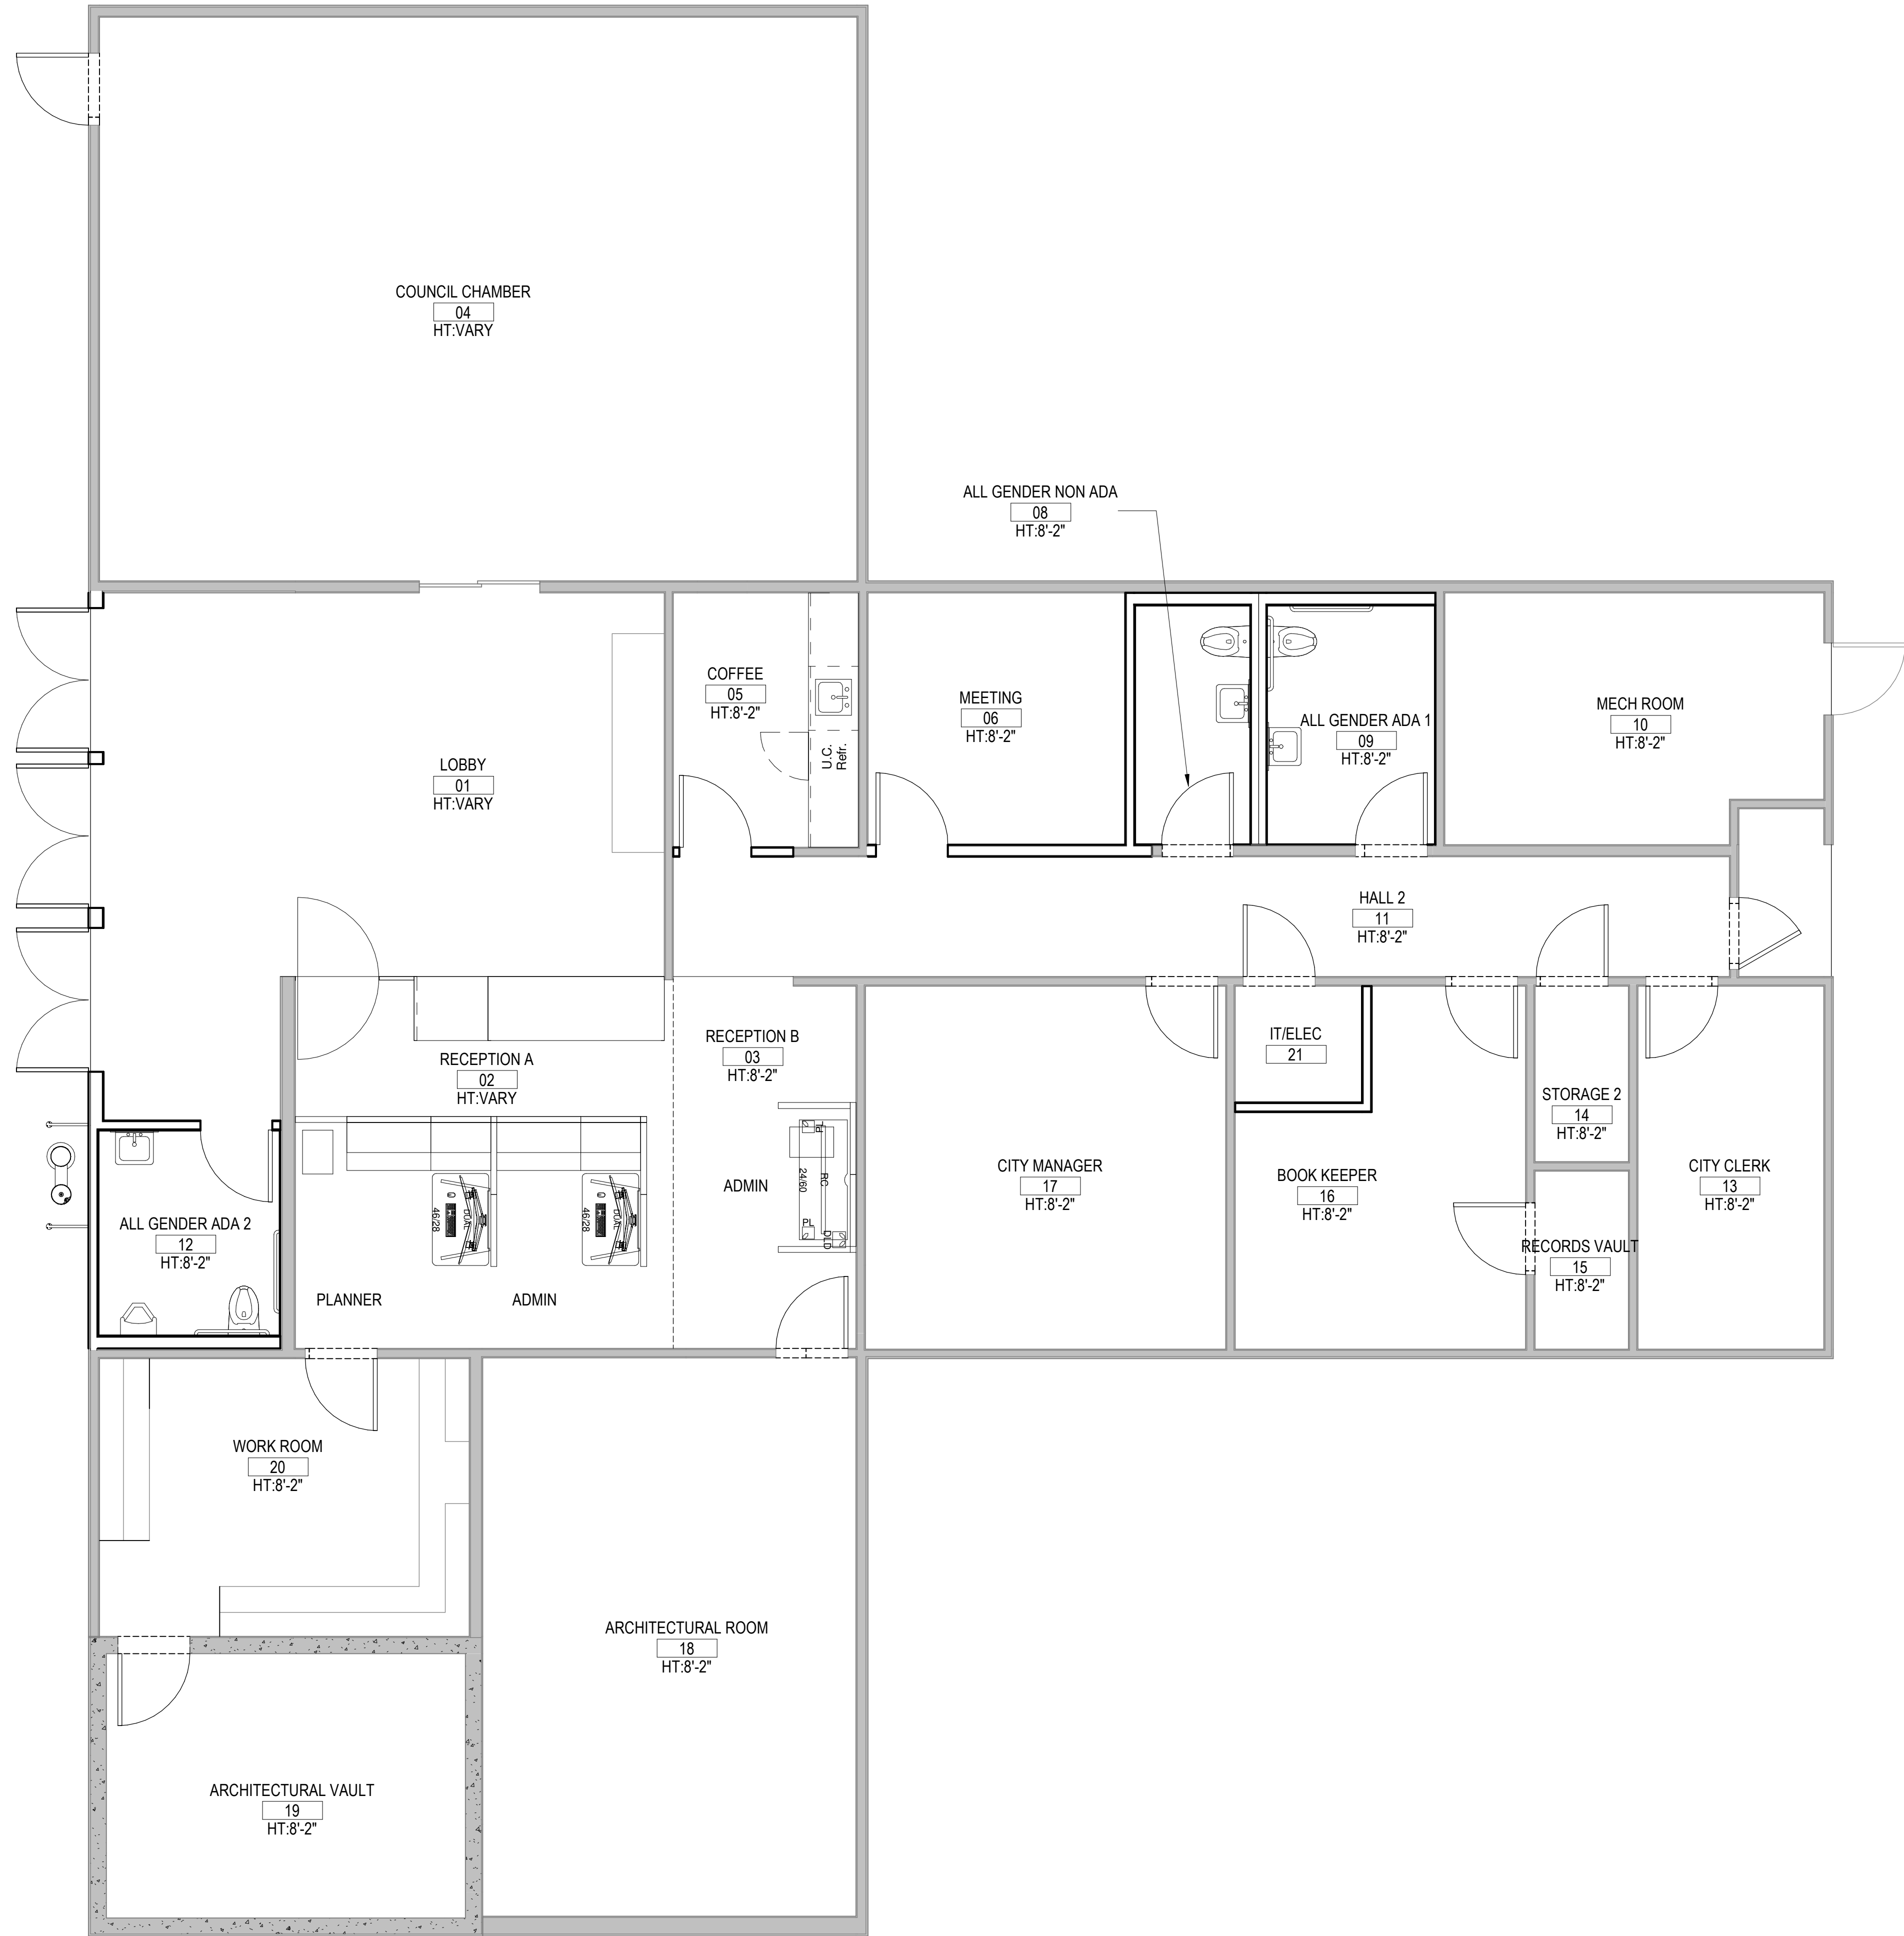 COUNCIL CHAMBER
04
HT:VARY
ALL GENDER NON ADA
08
HT:8'-2"
COFFEE
05
HT:8'-2"
U.C.
Refr.
MEETING
06
HT:8'-2"
ALL GENDER ADA 1
09
HT:8'-2"
MECH ROOM
10
HT:8'-2"
LOBBY
01
HT:VARY
HALL 2
11
HT:8'-2"
RECEPTION A
02
HT:VARY
RECEPTION B
03
HT:8'-2"
IT/ELEC
21
STORAGE 2
14
HT:8'-2"
CITY MANAGER
17
HT:8'-2"
BOOK KEEPER
16
HT:8'-2"
CITY CLERK
13
HT:8'-2"
RECORDS VAULT
15
HT:8'-2"
ADMIN
PL
RC
24/60
PL
DLD
DUAL
46/28
DUAL
46/28
ALL GENDER ADA 2
12
HT:8'-2"
PLANNER
ADMIN
WORK ROOM
20
HT:8'-2"
ARCHITECTURAL ROOM
18
HT:8'-2"
ARCHITECTURAL VAULT
19
HT:8'-2"